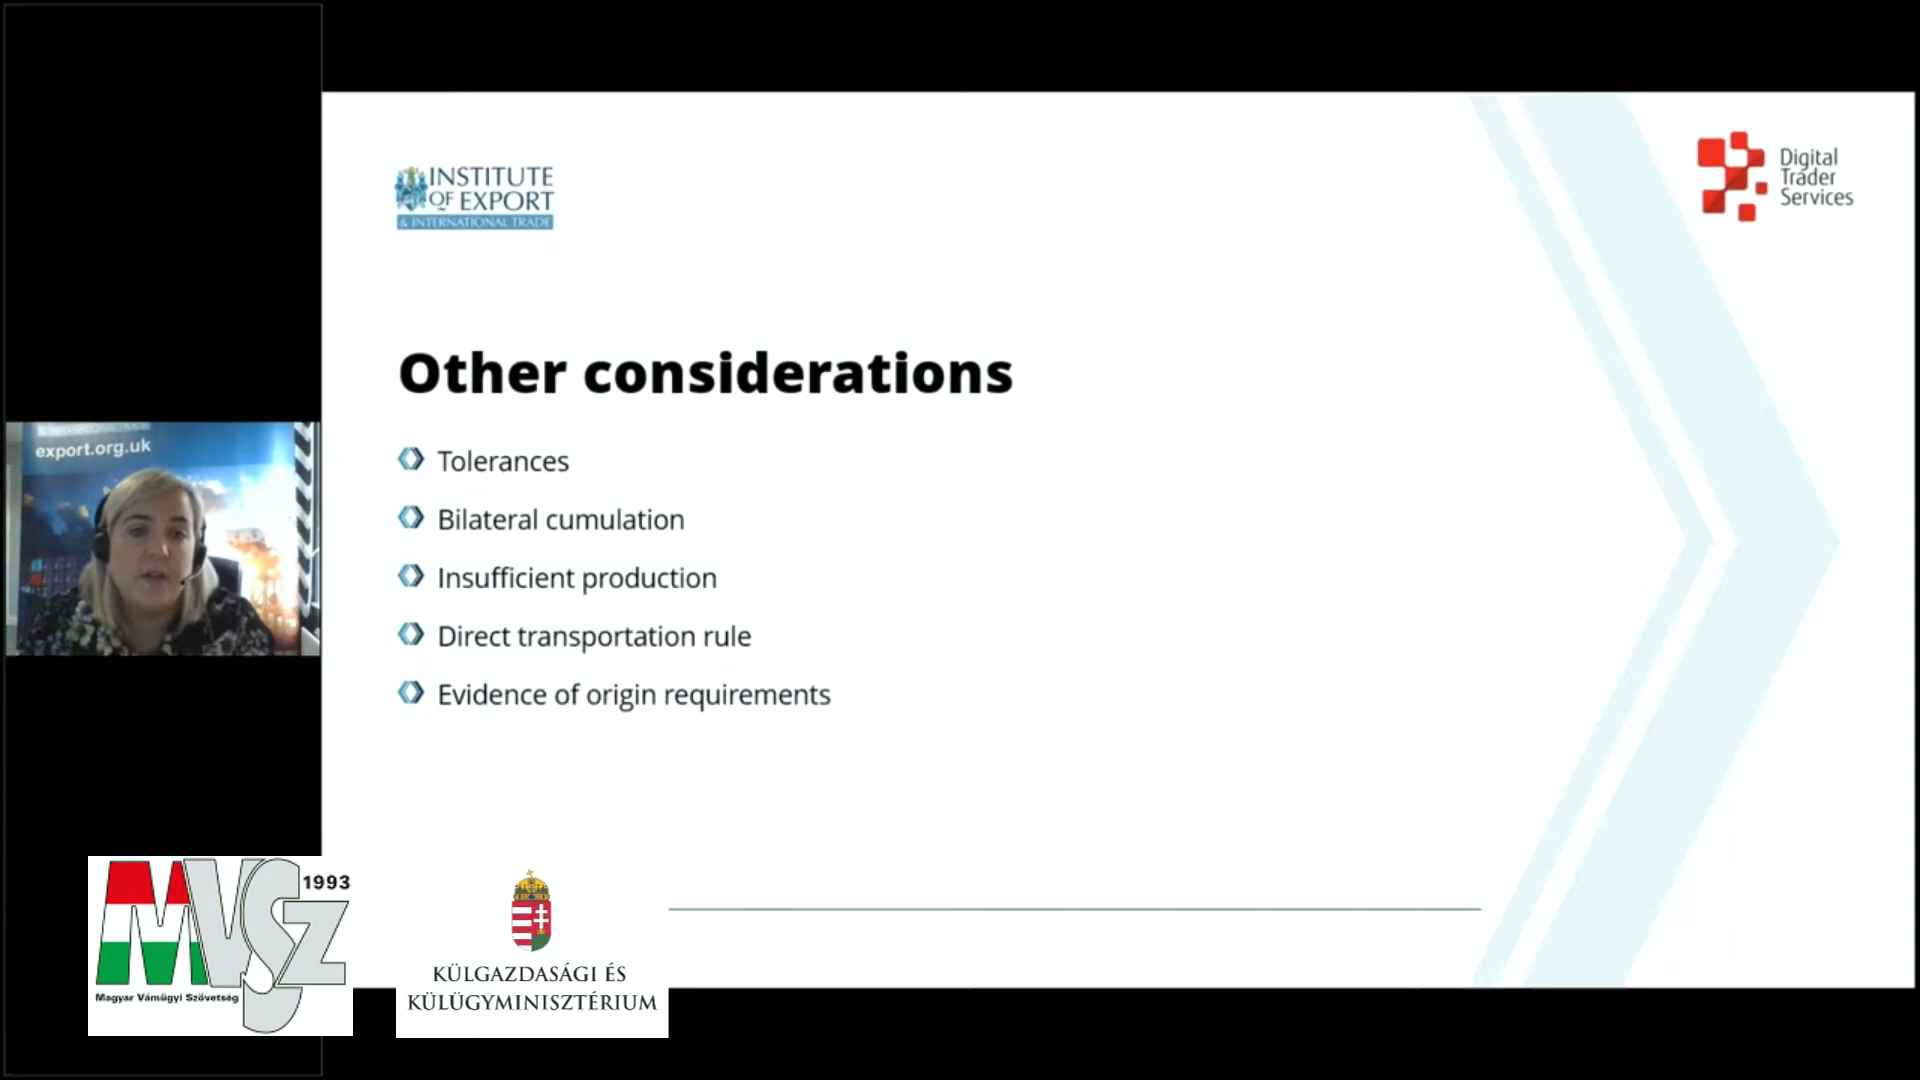 INSTITUTE
OF EXPORT
& INTERNATIONAL TRADE
Digital
Trader
Services
Other considerations
Tolerances
Bilateral cumulation
Insufficient production
Direct transportation rule
Evidence of origin requirements
export.org.uk
MVSZ
1993
Magyar Vámügyi Szövetség
KÜLGAZDASÁGI ÉS
KÜLÜGYMINISZTÉRIUM